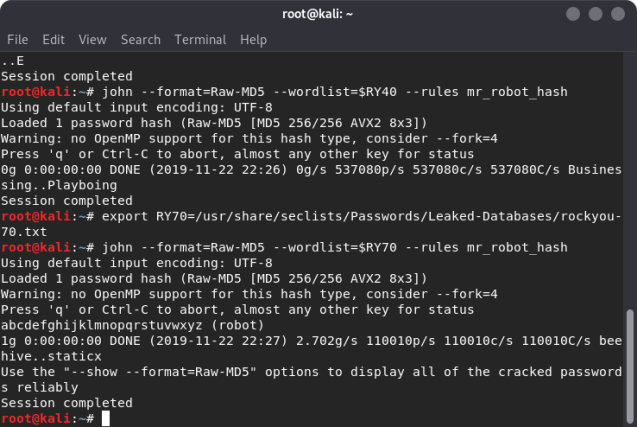 root@kali: ~
File Edit View Search Terminal Help
..E
Session completed
root@kali:~# john --format=Raw-MD5 --wordlist=$RY40 --rules mr_robot_hash
Using default input encoding: UTF-8
Loaded 1 password hash (Raw-MD5 [MD5 256/256 AVX2 8x3])
Warning: no OpenMP support for this hash type, consider --fork=4
Press 'q' or Ctrl-C to abort, almost any other key for status
0g 0:00:00:00 DONE (2019-11-22 22:26) 0g/s 537080p/s 537080c/s 537080C/s Busines
sing..Playboing
Session completed
root@kali:~# export RY70=/usr/share/seclists/Passwords/Leaked-Databases/rockyou-
70.txt
root@kali:~# john --format=Raw-MD5 --wordlist=$RY70 --rules mr_robot_hash
Using default input encoding: UTF-8
Loaded 1 password hash (Raw-MD5 [MD5 256/256 AVX2 8x3])
Warning: no OpenMP support for this hash type, consider --fork=4
Press 'q' or Ctrl-C to abort, almost any other key for status
abcdefghijklmnopqrstuvwxyz (robot)
1g 0:00:00:00 DONE (2019-11-22 22:27) 2.702g/s 110010p/s 110010c/s 110010C/s bee
hive..staticx
Use the "--show --format=Raw-MD5" options to display all of the cracked password
s reliably
Session completed
root@kali:~#